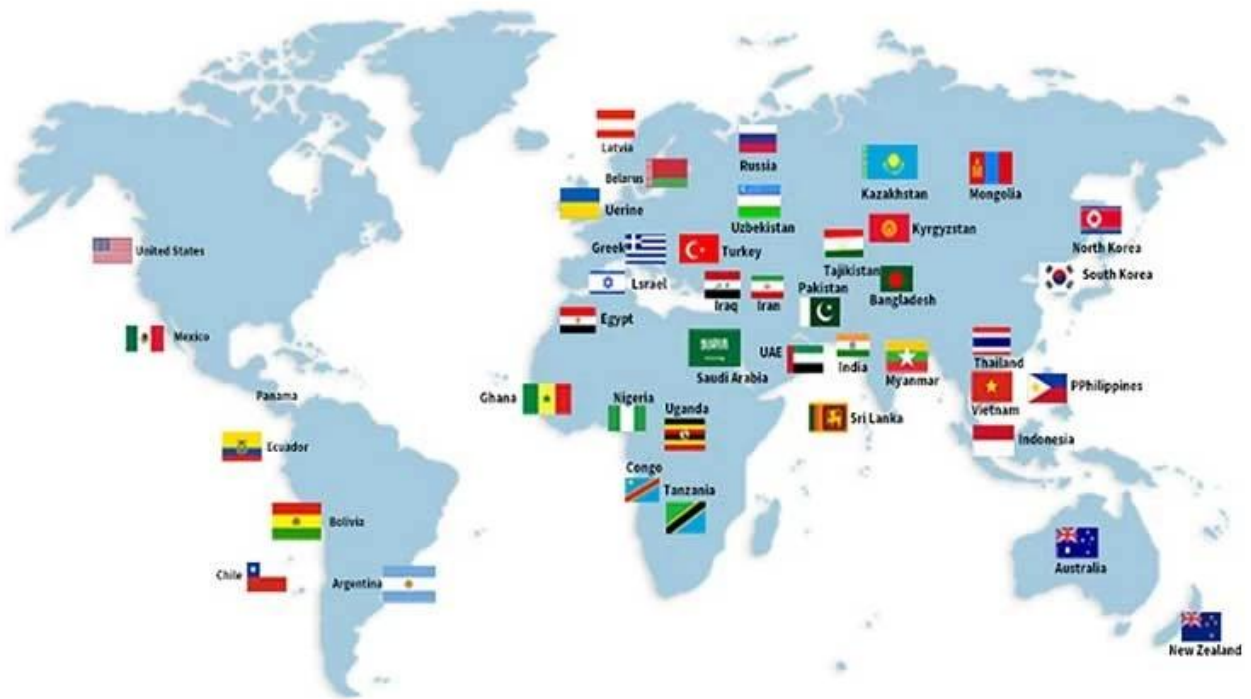 Latvia
Russia
Belarus
Kazakhstan
Mongolia
Uerine
Uzbekistan
Kyrgyzstan
North Korea
United States
Greek
Turkey
Tajikistan
South Korea
Lsrael
Iraq
Iran
Pakistan
Bangladesh
Egypt
Mexico
Saudi Arabia
UAE
India
Myanmar
Thailand
Panama
Ghana
Nigeria
Uganda
Sri Lanka
Vietnam
PPhilippines
Ecuador
Indonesia
Congo
Tanzania
Bolivia
Australia
Chile
Argentina
New Zealand